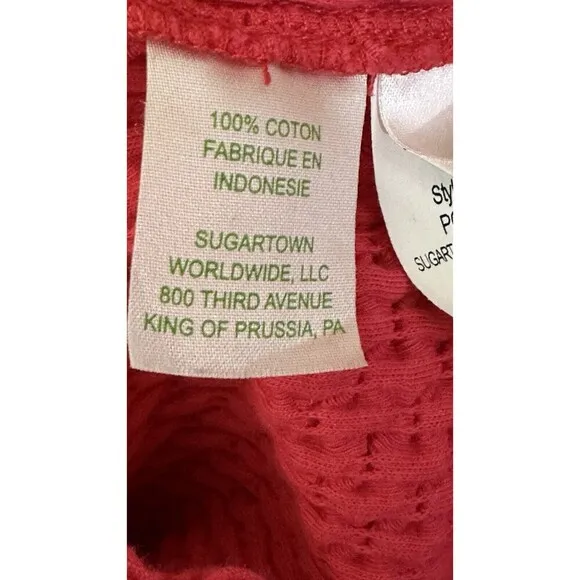 100% COTON
FABRIQUE EN
INDONESIE
SUGARTOWN
WORLDWIDE, LLC
800 THIRD AVENUE
KING OF PRUSSIA, PA